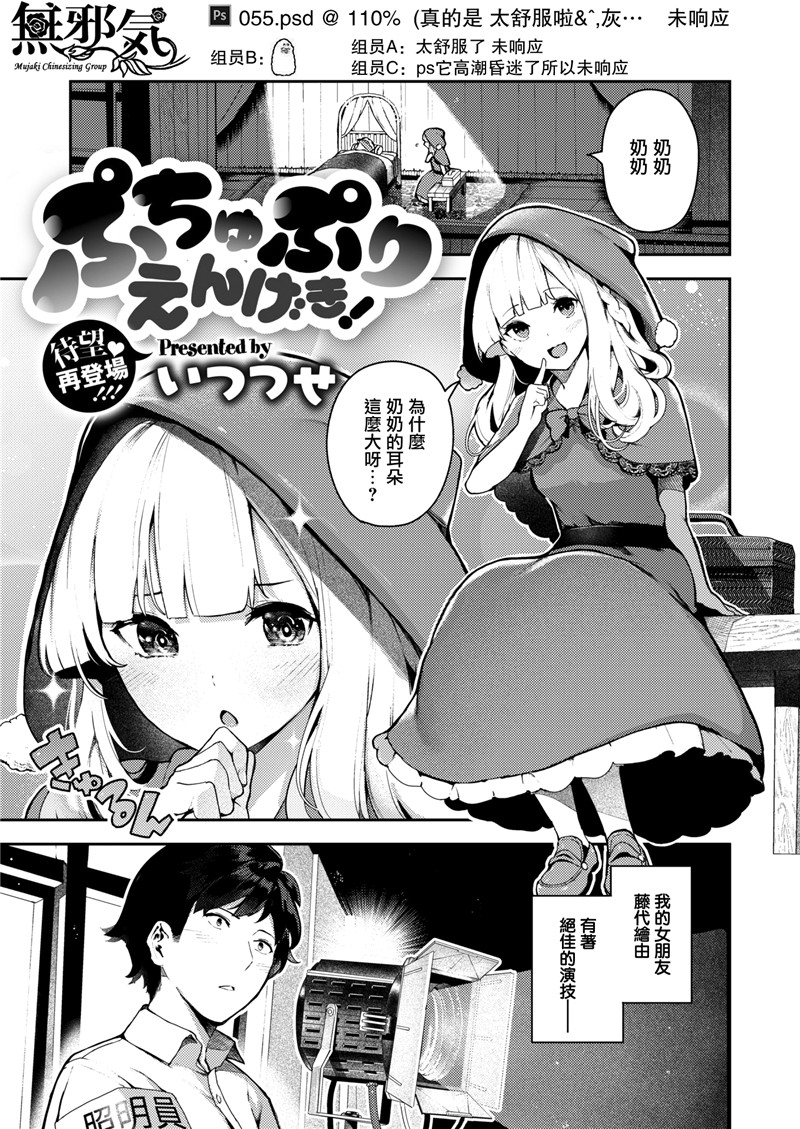 無邪気
Mujaki Chinesizing Group
055.psd @ 110% (真的是 太舒服啦&ˆ,灰… 未响应
组员B：
组员A：太舒服了 未响应
组员C：ps它高潮昏迷了所以未响应
奶奶
奶奶
ぷちゅぷり
えんげき！
待望♥
再登場!!!!
Presented by
いつつせ
為什麼
奶奶的耳朵
這麼大呀…？
きゅるん
我的女朋友
藤代繪由
有著
絕佳的演技——
照明員